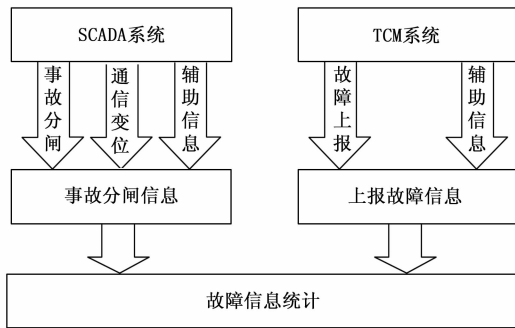 SCADA系统
TCM系统
事故分闸
通信变位
辅助信息
故障上报
辅助信息
事故分闸信息
上报故障信息
故障信息统计